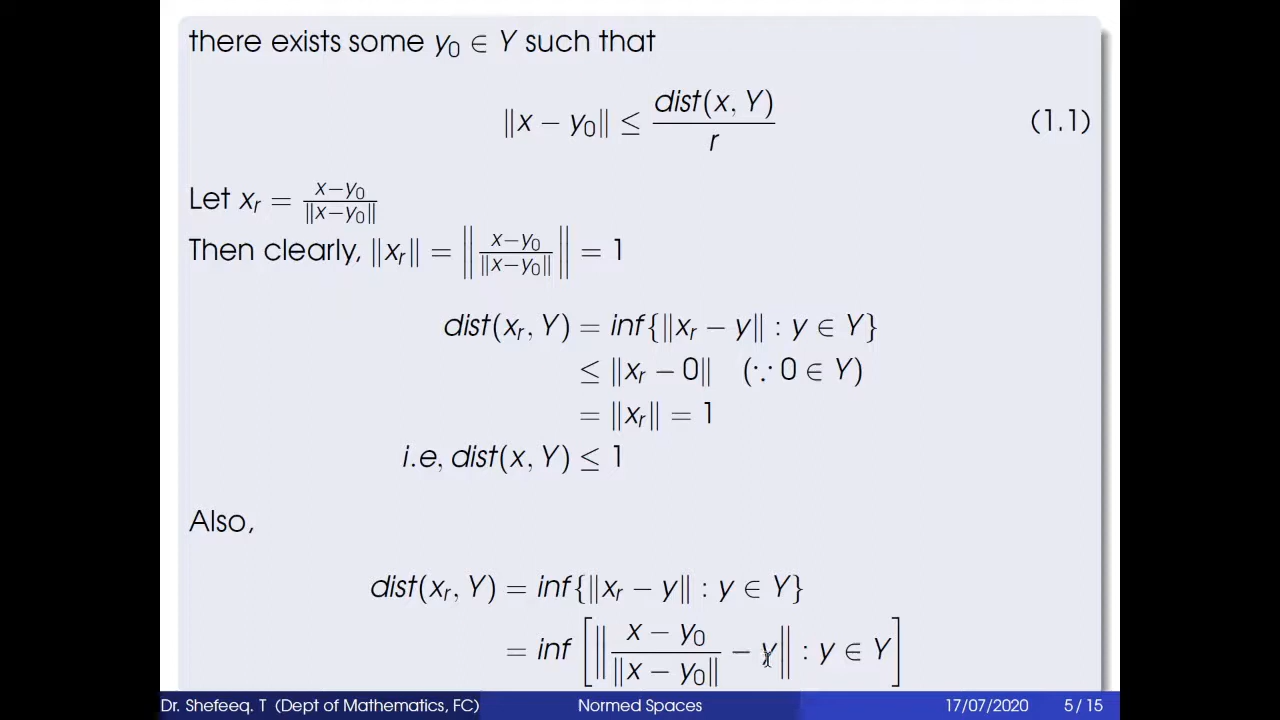 there exists some y₀ ∈ Y such that
‖x − y₀‖ ≤ dist(x, Y) / r (1.1)
Let xᵣ = x−y₀ / ‖x−y₀‖
Then clearly, ‖xᵣ‖ = ‖ x−y₀ / ‖x−y₀‖ ‖ = 1
dist(xᵣ, Y) = inf{‖xᵣ − y‖ : y ∈ Y}
≤ ‖xᵣ − 0‖ (∵ 0 ∈ Y)
= ‖xᵣ‖ = 1
i.e, dist(x, Y) ≤ 1
Also,
dist(xᵣ, Y) = inf{‖xᵣ − y‖ : y ∈ Y}
= inf [‖ x − y₀ / ‖x − y₀‖ − y‖ : y ∈ Y]
Dr. Shefeeq. T (Dept of Mathematics, FC) Normed Spaces 17/07/2020 5 / 15